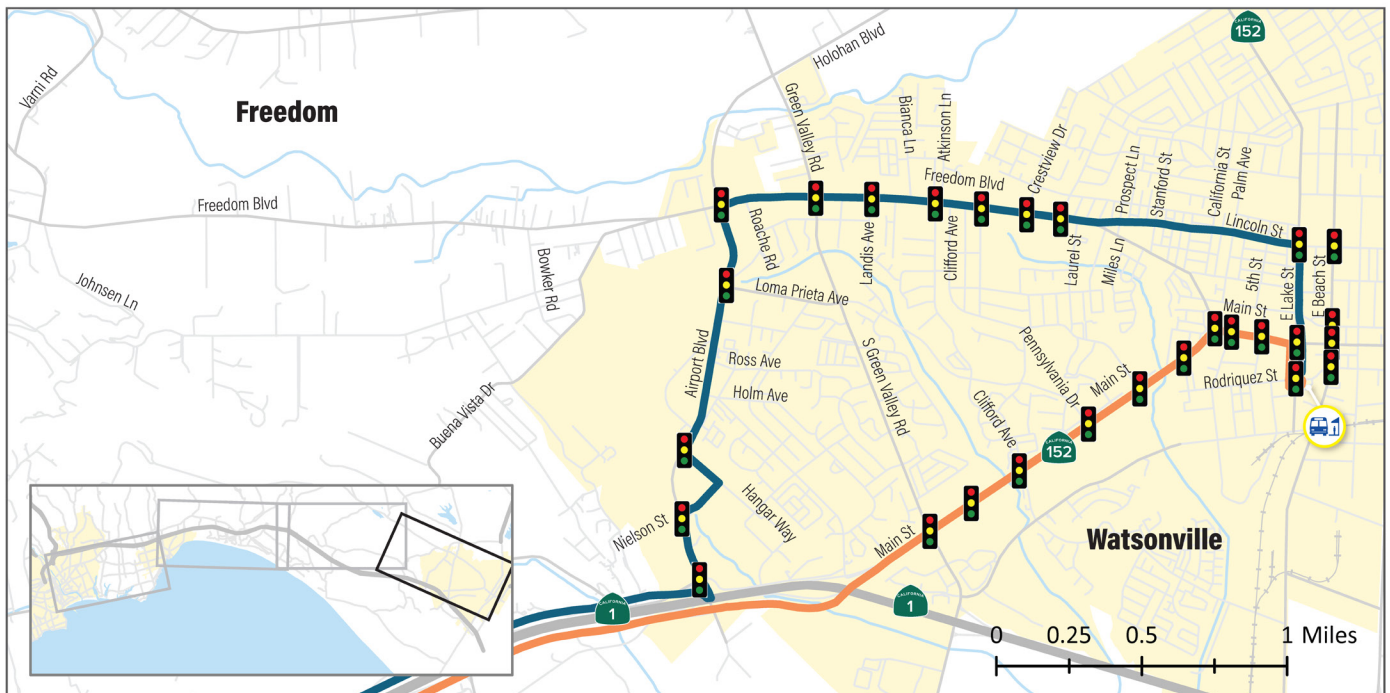 CALIFORNIA
152
Holohan Blvd
Varni Rd
Freedom
Green Valley Rd
Bianca Ln
Atkinson Ln
Crestview Dr
Prospect Ln
Stanford St
California St
Palm Ave
Freedom Blvd
Freedom Blvd
Roache Rd
Landis Ave
Clifford Ave
Laurel St
Miles Ln
Lincoln St
5th St
E Lake St
E Beach St
Bowker Rd
Johnsen Ln
Loma Prieta Ave
Main St
Airport Blvd
Ross Ave
Holm Ave
S Green Valley Rd
Pennsylvania Dr
Main St
Rodriquez St
Buena Vista Dr
Clifford Ave
CALIFORNIA
152
Hangar Way
Nielson St
Main St
Watsonville
CALIFORNIA
1
CALIFORNIA
1
0 0.25 0.5 1 Miles